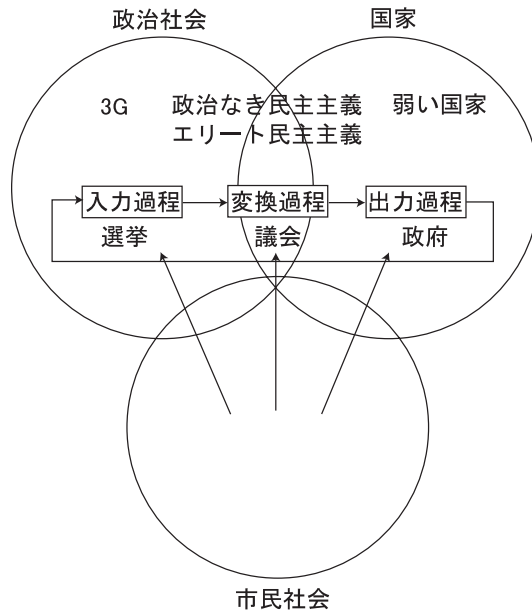 政治社会
国家
3G
政治なき民主主義
エリート民主主義
弱い国家
入力過程
変換過程
出力過程
選挙
議会
政府
市民社会